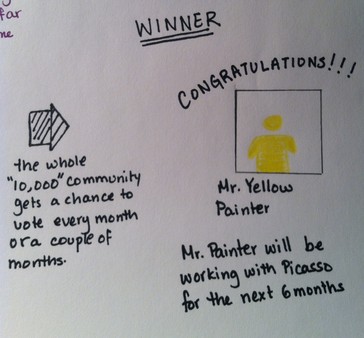 far
me
WINNER
CONGRATULATIONS!!!
the whole
"10,000" community
gets a chance to
vote every month
or a couple of
months.
Mr. Yellow
Painter
Mr. Painter will be
working with Picasso
for the next 6 months